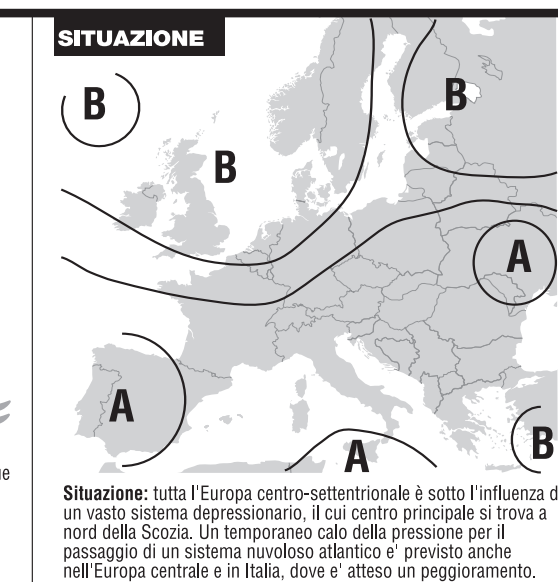 SITUAZIONE
B
B
B
A
A
A
B
ue
Situazione: tutta l'Europa centro-settentrionale è sotto l'influenza d
un vasto sistema depressionario, il cui centro principale si trova a
nord della Scozia. Un temporaneo calo della pressione per il
passaggio di un sistema nuvoloso atlantico e' previsto anche
nell'Europa centrale e in Italia, dove e' atteso un peggioramento.